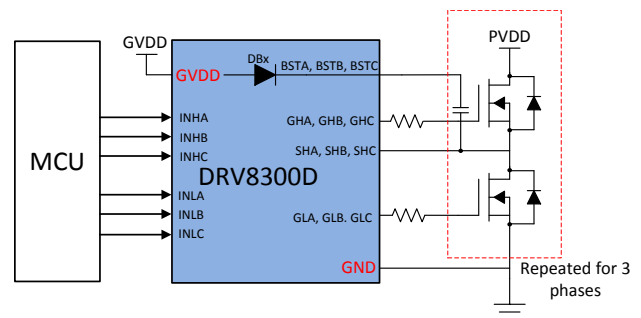 GVDD
PVDD
DBx
BSTA, BSTB, BSTC
GVDD
INHA
GHA, GHB, GHC
INHB
INHC
SHA, SHB, SHC
MCU
DRV8300D
INLA
INLB
GLA, GLB. GLC
INLC
GND
Repeated for 3
phases